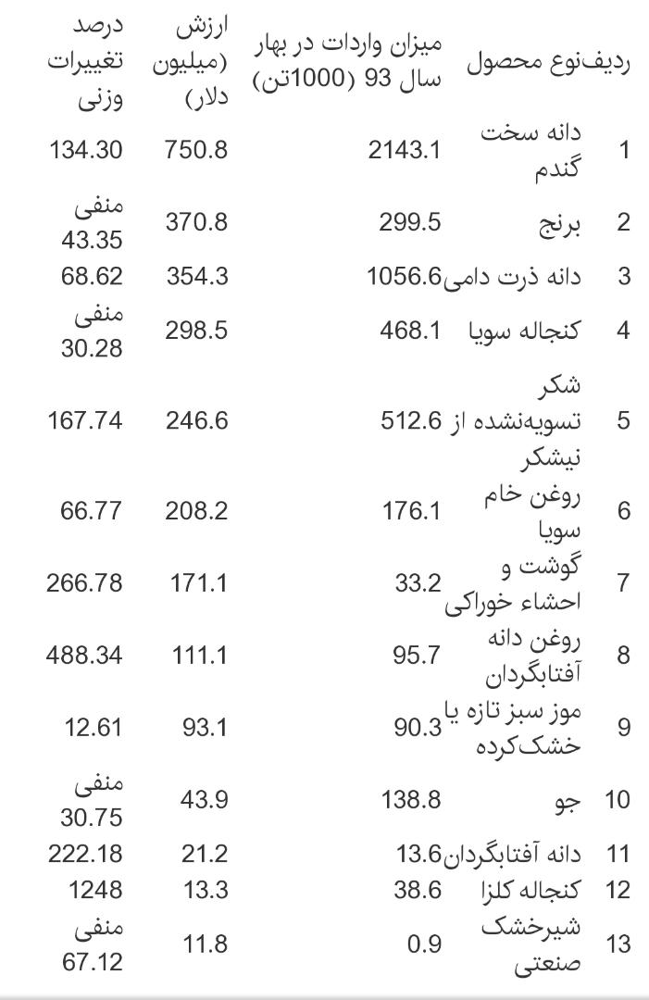 ردیف نوع محصول میزان واردات در بهار سال 93 (1000تن) ارزش (میلیون دلار) درصد تغییرات وزنی
1 دانه سخت گندم 2143.1 750.8 134.30
2 برنج 299.5 370.8 منفی 43.35
3 دانه ذرت دامی 1056.6 354.3 68.62
4 کنجاله سویا 468.1 298.5 منفی 30.28
5 شکر تسویه‌نشده از نیشکر 512.6 246.6 167.74
6 روغن خام سویا 176.1 208.2 66.77
7 گوشت و احشاء خوراکی 33.2 171.1 266.78
8 روغن دانه آفتابگردان 95.7 111.1 488.34
9 موز سبز تازه یا خشک‌کرده 90.3 93.1 12.61
10 جو 138.8 43.9 منفی 30.75
11 دانه آفتابگردان 13.6 21.2 222.18
12 کنجاله کلزا 38.6 13.3 1248
13 شیرخشک صنعتی 0.9 11.8 منفی 67.12